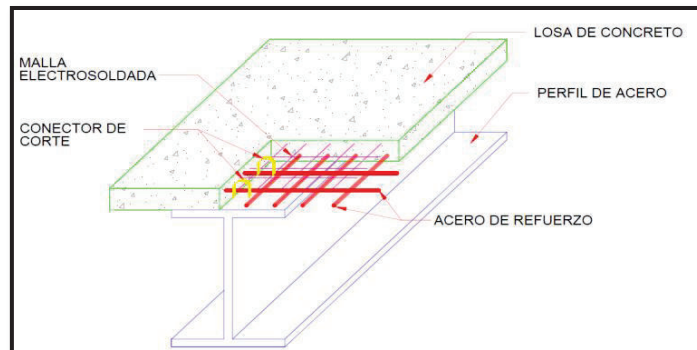 LOSA DE CONCRETO
MALLA
ELECTROSOLDADA
PERFIL DE ACERO
CONECTOR DE
CORTE
ACERO DE REFUERZO